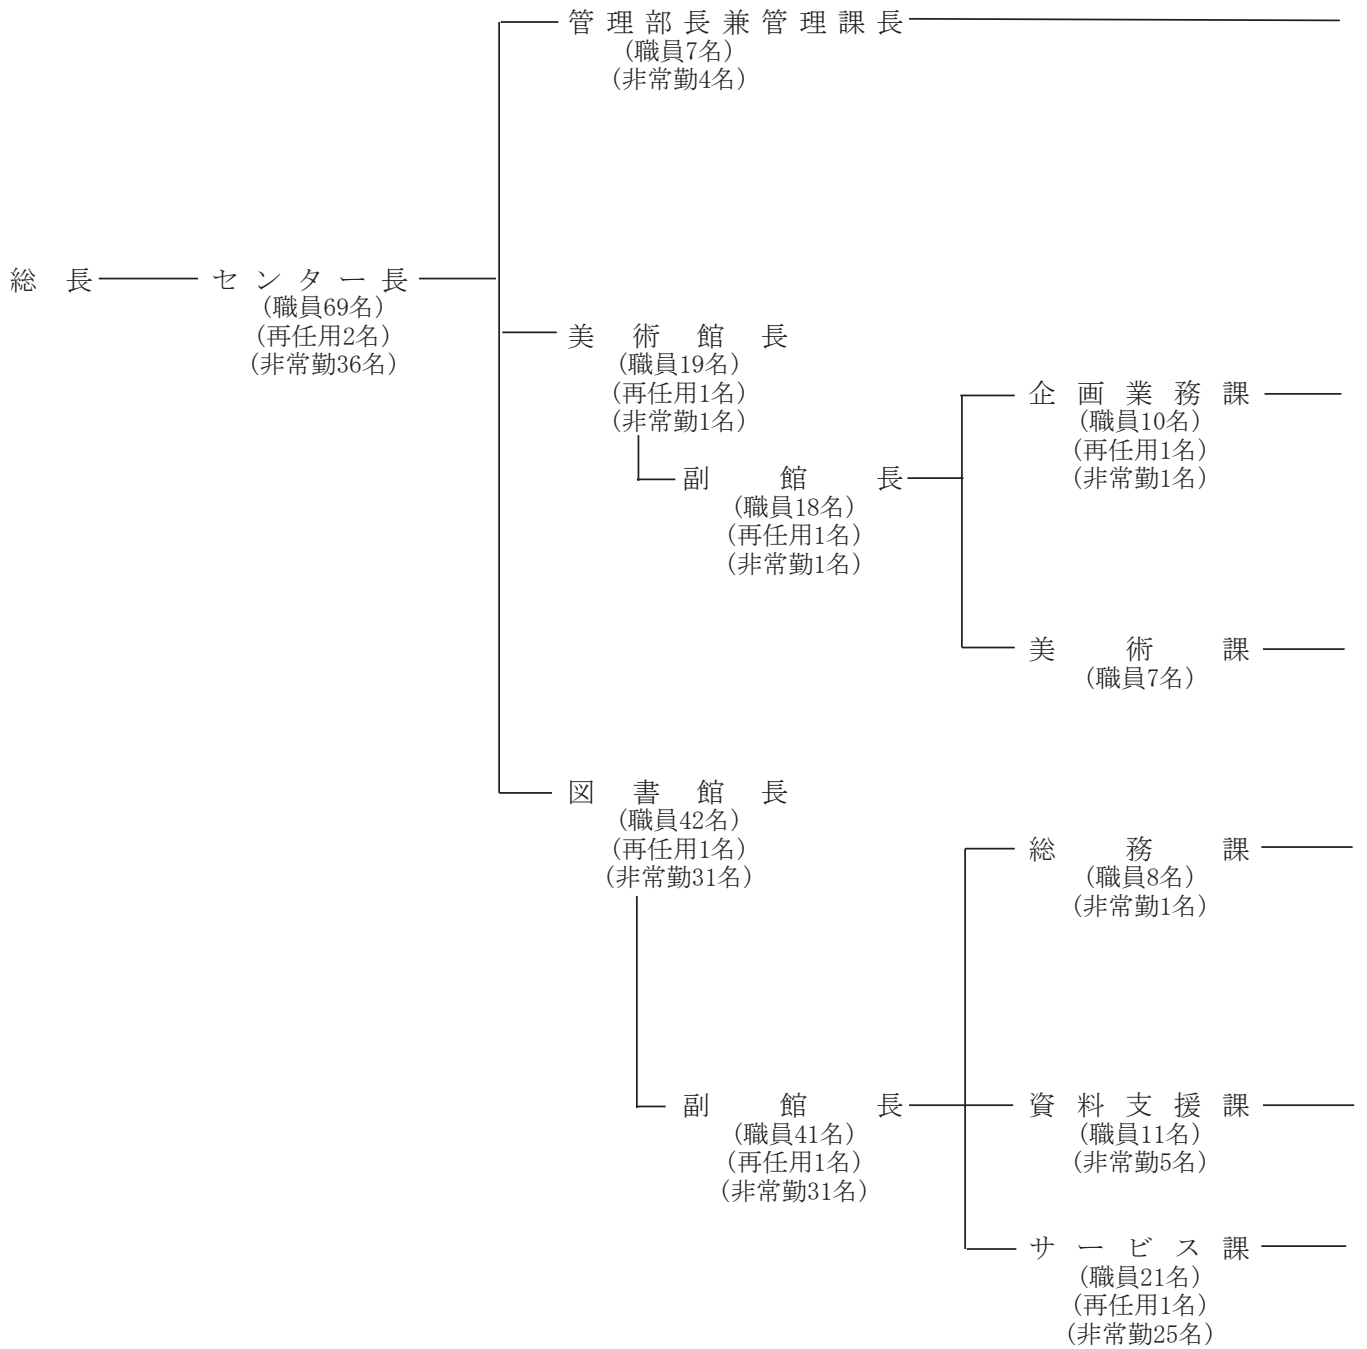 管理部長兼管理課長
(職員7名)
(非常勤4名)
総長
センター長
(職員69名)
(再任用2名)
(非常勤36名)
美術館長
(職員19名)
(再任用1名)
(非常勤1名)
副館長
(職員18名)
(再任用1名)
(非常勤1名)
企画業務課
(職員10名)
(再任用1名)
(非常勤1名)
美術課
(職員7名)
図書館長
(職員42名)
(再任用1名)
(非常勤31名)
副館長
(職員41名)
(再任用1名)
(非常勤31名)
総務課
(職員8名)
(非常勤1名)
資料支援課
(職員11名)
(非常勤5名)
サービス課
(職員21名)
(再任用1名)
(非常勤25名)